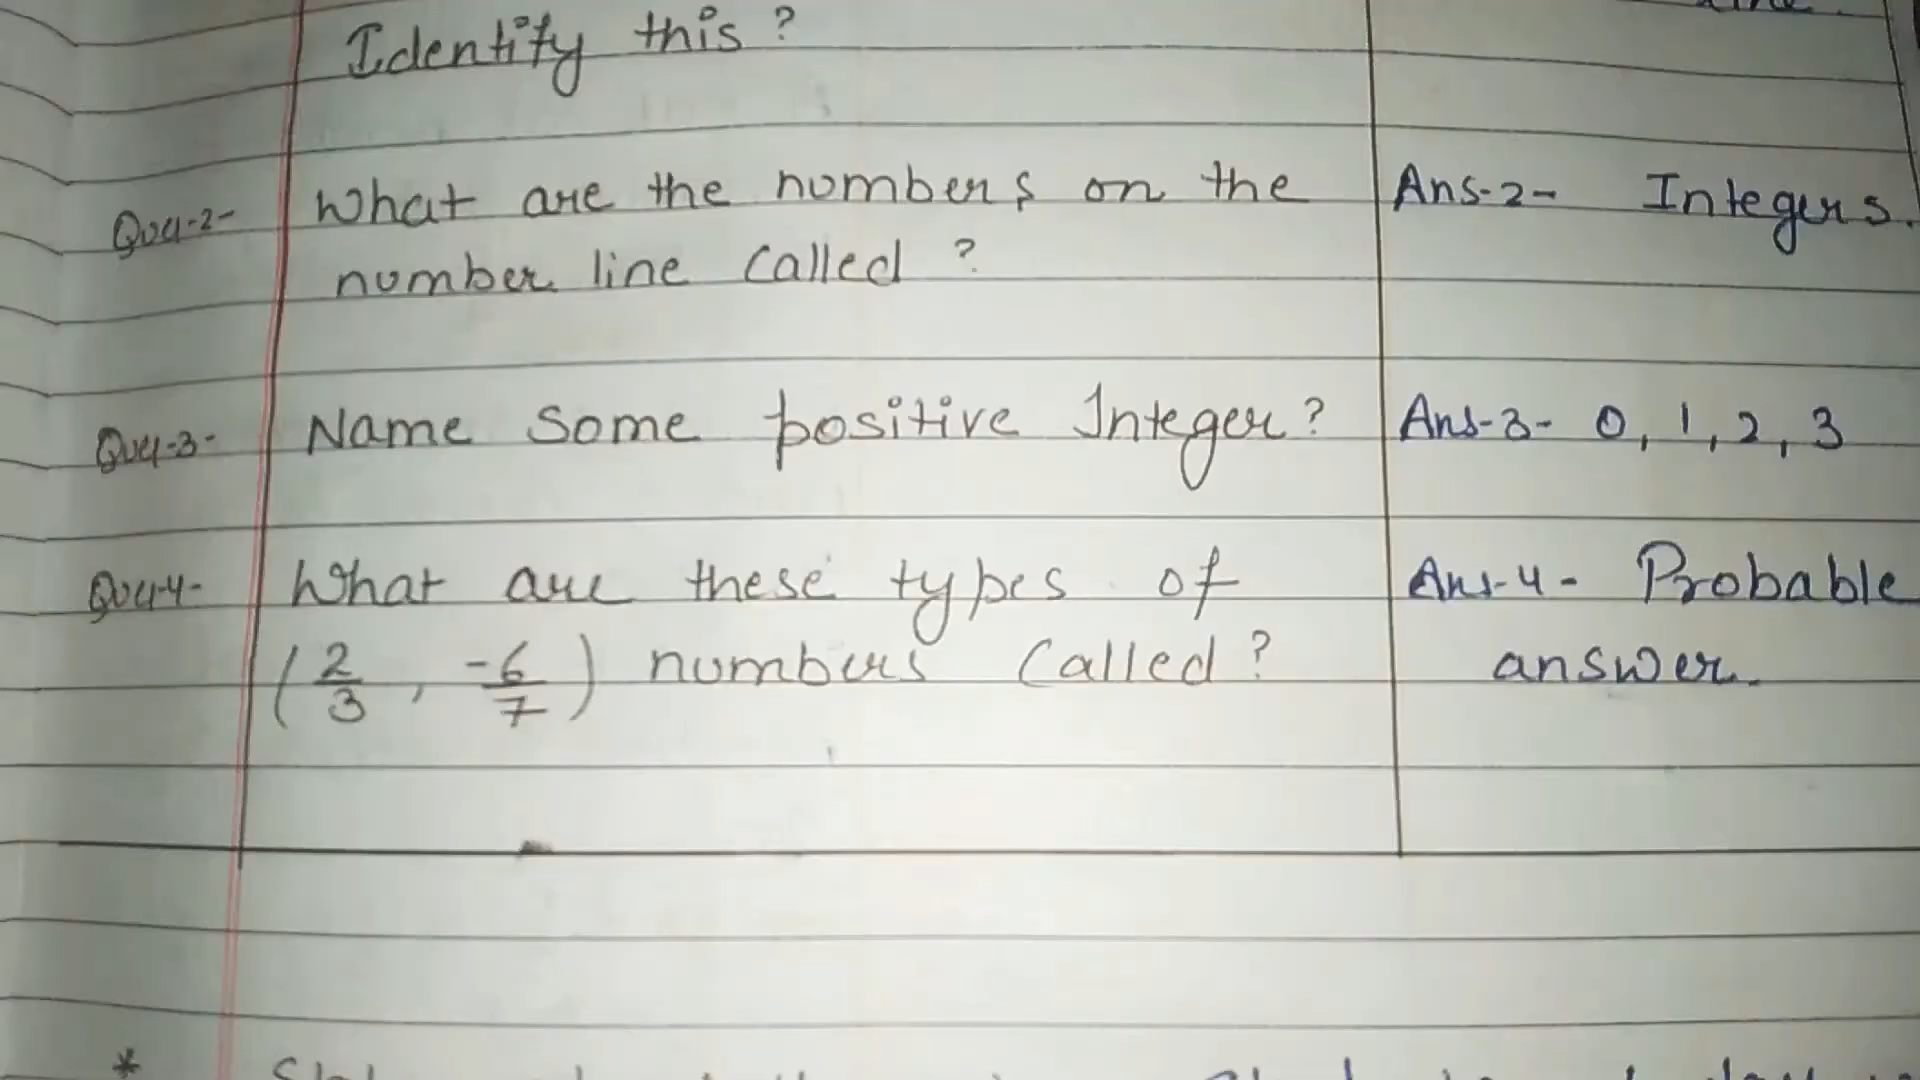 Identify this ?
Que-2- What are the numbers on the
number line called ?
Ans-2- Integers.
Que-3- Name some positive Integer ?
Ans-3- 0, 1, 2, 3
Que-4- What are these types of
(2/3, -6/7) numbers called ?
Ans-4- Probable
answer.
*